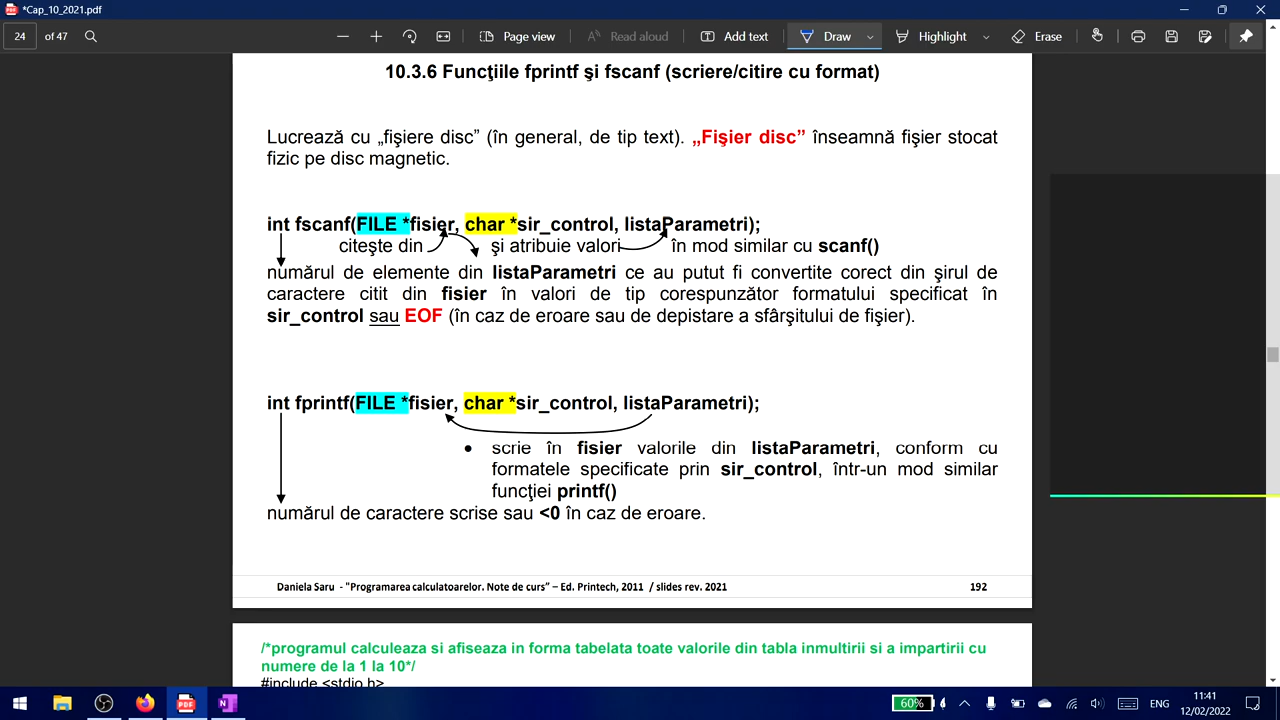 *Cap_10_2021.pdf
24 of 47 Page view Read aloud Add text Draw Highlight Erase
10.3.6 Funcţiile fprintf şi fscanf (scriere/citire cu format)
Lucrează cu „fişiere disc” (în general, de tip text). „Fişier disc” înseamnă fişier stocat
fizic pe disc magnetic.
int fscanf(FILE *fisier, char *sir_control, listaParametri);
citeşte din şi atribuie valori în mod similar cu scanf()
numărul de elemente din listaParametri ce au putut fi convertite corect din şirul de
caractere citit din fisier în valori de tip corespunzător formatului specificat în
sir_control sau EOF (în caz de eroare sau de depistare a sfârşitului de fişier).
int fprintf(FILE *fisier, char *sir_control, listaParametri);
• scrie în fisier valorile din listaParametri, conform cu
formatele specificate prin sir_control, într-un mod similar
funcţiei printf()
numărul de caractere scrise sau <0 în caz de eroare.
Daniela Saru - "Programarea calculatoarelor. Note de curs” – Ed. Printech, 2011 / slides rev. 2021 192
/*programul calculeaza si afiseaza in forma tabelata toate valorile din tabla inmultirii si a impartirii cu
numere de la 1 la 10*/
#include <stdio.h>
60% ENG 11:41
12/02/2022